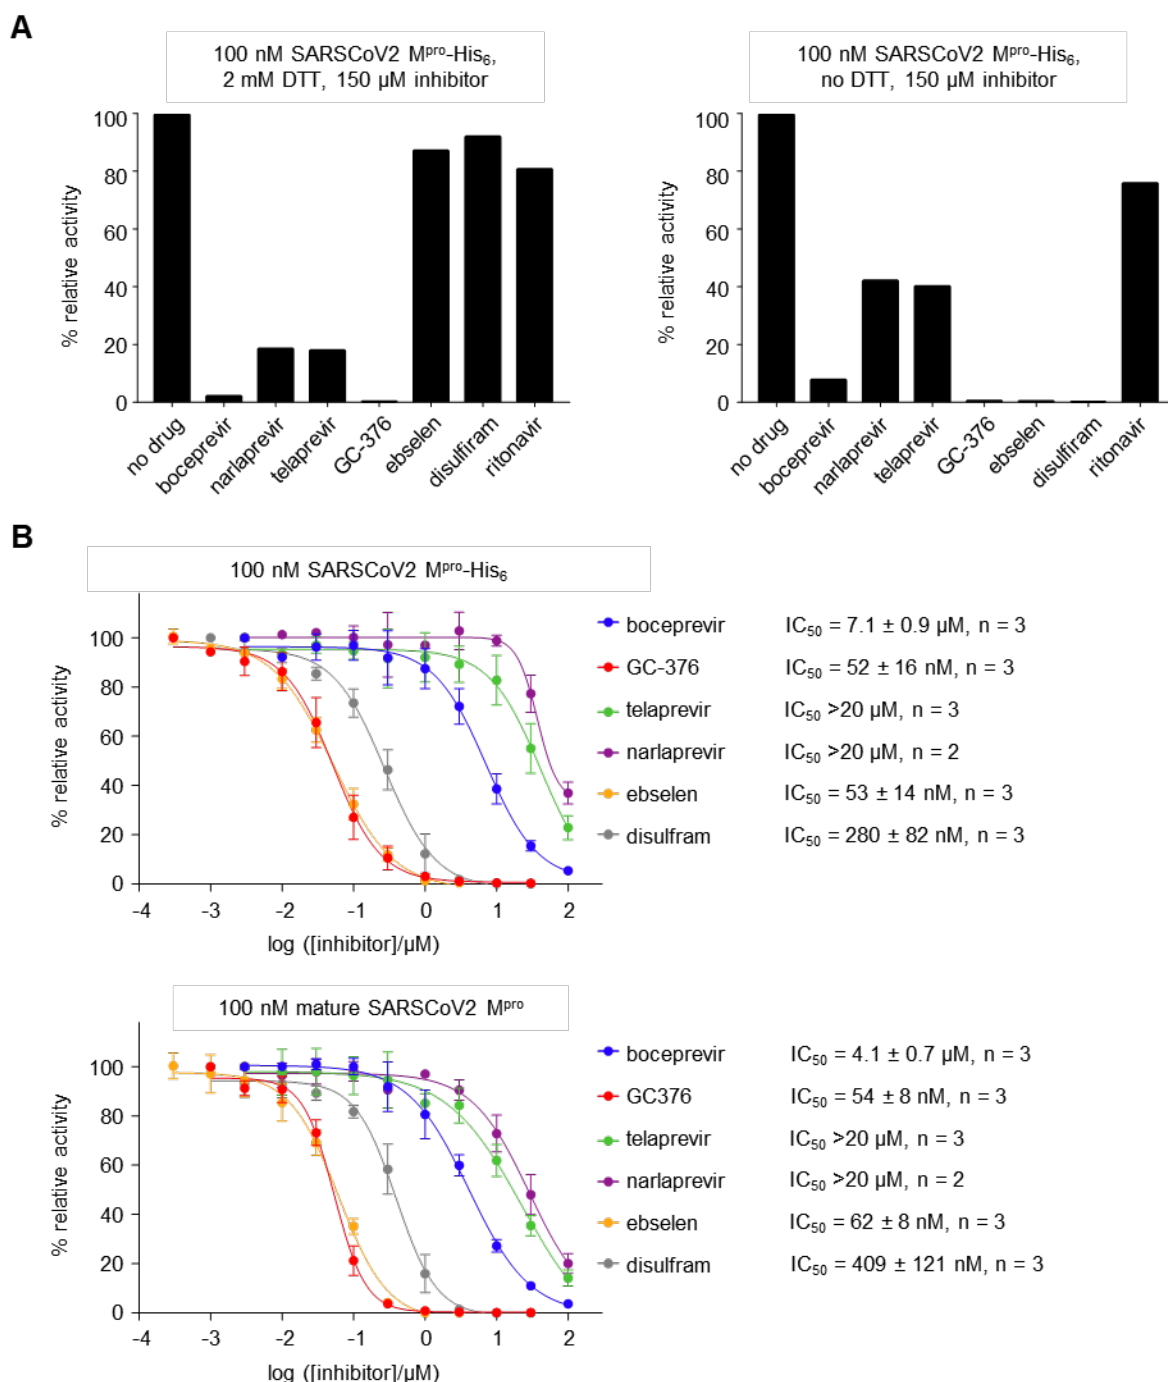 A
100 nM SARSCoV2 Mᵖʳᵒ-His₆,
2 mM DTT, 150 µM inhibitor
100
80
60
40
20
0
% relative activity
no drug
boceprevir
narlaprevir
telaprevir
GC-376
ebselen
disulfiram
ritonavir
100 nM SARSCoV2 Mᵖʳᵒ-His₆,
no DTT, 150 µM inhibitor
100
80
60
40
20
0
% relative activity
no drug
boceprevir
narlaprevir
telaprevir
GC-376
ebselen
disulfiram
ritonavir
B
100 nM SARSCoV2 Mᵖʳᵒ-His₆
100
80
60
40
20
0
% relative activity
-4 -3 -2 -1 0 1 2
log ([inhibitor]/µM)
boceprevir IC₅₀ = 7.1 ± 0.9 µM, n = 3
GC-376 IC₅₀ = 52 ± 16 nM, n = 3
telaprevir IC₅₀ >20 µM, n = 3
narlaprevir IC₅₀ >20 µM, n = 2
ebselen IC₅₀ = 53 ± 14 nM, n = 3
disulfram IC₅₀ = 280 ± 82 nM, n = 3
100 nM mature SARSCoV2 Mᵖʳᵒ
100
80
60
40
20
0
% relative activity
-4 -3 -2 -1 0 1 2
log ([inhibitor]/µM)
boceprevir IC₅₀ = 4.1 ± 0.7 µM, n = 3
GC376 IC₅₀ = 54 ± 8 nM, n = 3
telaprevir IC₅₀ >20 µM, n = 3
narlaprevir IC₅₀ >20 µM, n = 2
ebselen IC₅₀ = 62 ± 8 nM, n = 3
disulfram IC₅₀ = 409 ± 121 nM, n = 3